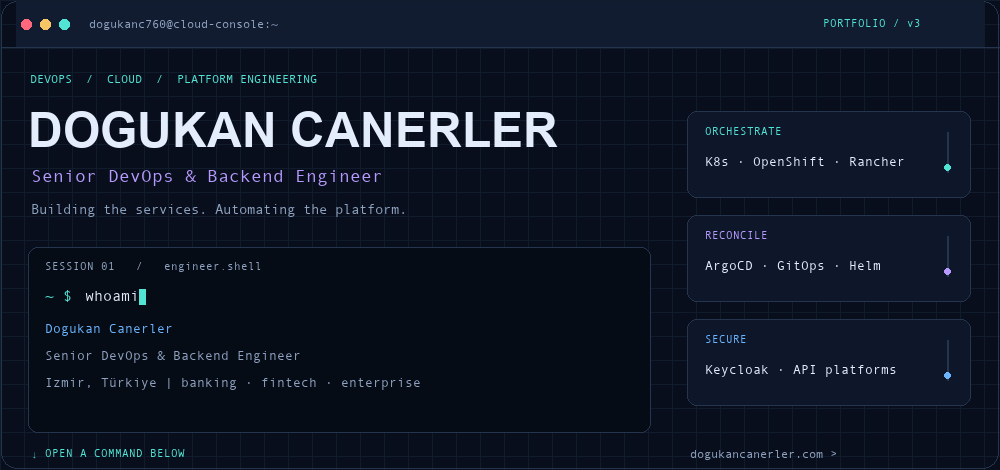 dogukanc760@cloud-console:~
PORTFOLIO / v3
DEVOPS / CLOUD / PLATFORM ENGINEERING
DOGUKAN CANERLER
Senior DevOps & Backend Engineer
Building the services. Automating the platform.
SESSION 01 / engineer.shell
~ $ whoami
Dogukan Canerler
Senior DevOps & Backend Engineer
Izmir, Türkiye | banking · fintech · enterprise
↓ OPEN A COMMAND BELOW
ORCHESTRATE
K8s · OpenShift · Rancher
RECONCILE
ArgoCD · GitOps · Helm
SECURE
Keycloak · API platforms
dogukancanerler.com >